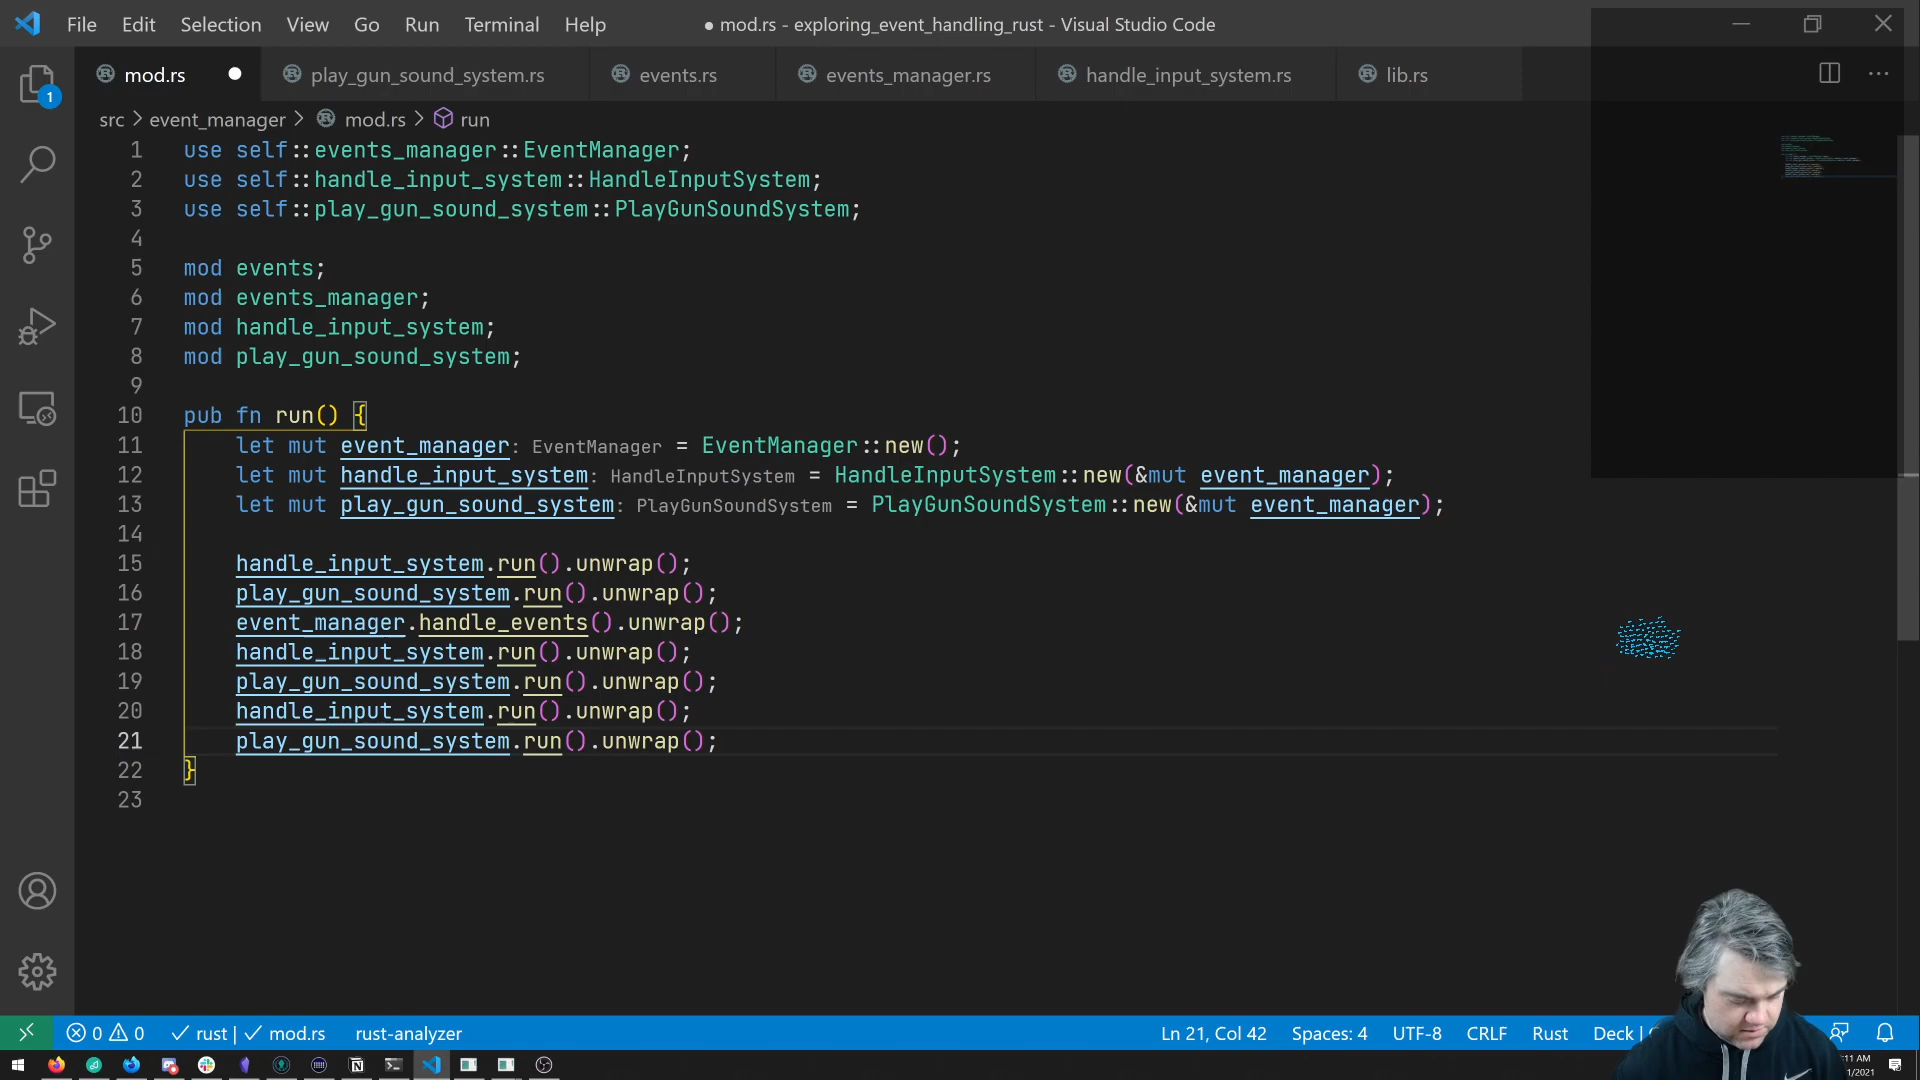 File Edit Selection View Go Run Terminal Help ● mod.rs - exploring_event_handling_rust - Visual Studio Code
mod.rs play_gun_sound_system.rs events.rs events_manager.rs handle_input_system.rs lib.rs
1
src > event_manager > mod.rs > run
1 use self::events_manager::EventManager;
2 use self::handle_input_system::HandleInputSystem;
3 use self::play_gun_sound_system::PlayGunSoundSystem;
4
5 mod events;
6 mod events_manager;
7 mod handle_input_system;
8 mod play_gun_sound_system;
9
10 pub fn run() {
11 let mut event_manager: EventManager = EventManager::new();
12 let mut handle_input_system: HandleInputSystem = HandleInputSystem::new(&mut event_manager);
13 let mut play_gun_sound_system: PlayGunSoundSystem = PlayGunSoundSystem::new(&mut event_manager);
14
15 handle_input_system.run().unwrap();
16 play_gun_sound_system.run().unwrap();
17 event_manager.handle_events().unwrap();
18 handle_input_system.run().unwrap();
19 play_gun_sound_system.run().unwrap();
20 handle_input_system.run().unwrap();
21 play_gun_sound_system.run().unwrap();
22 }
23
0 0 rust | mod.rs rust-analyzer Ln 21, Col 42 Spaces: 4 UTF-8 CRLF Rust Deck |
:11 AM
/2021